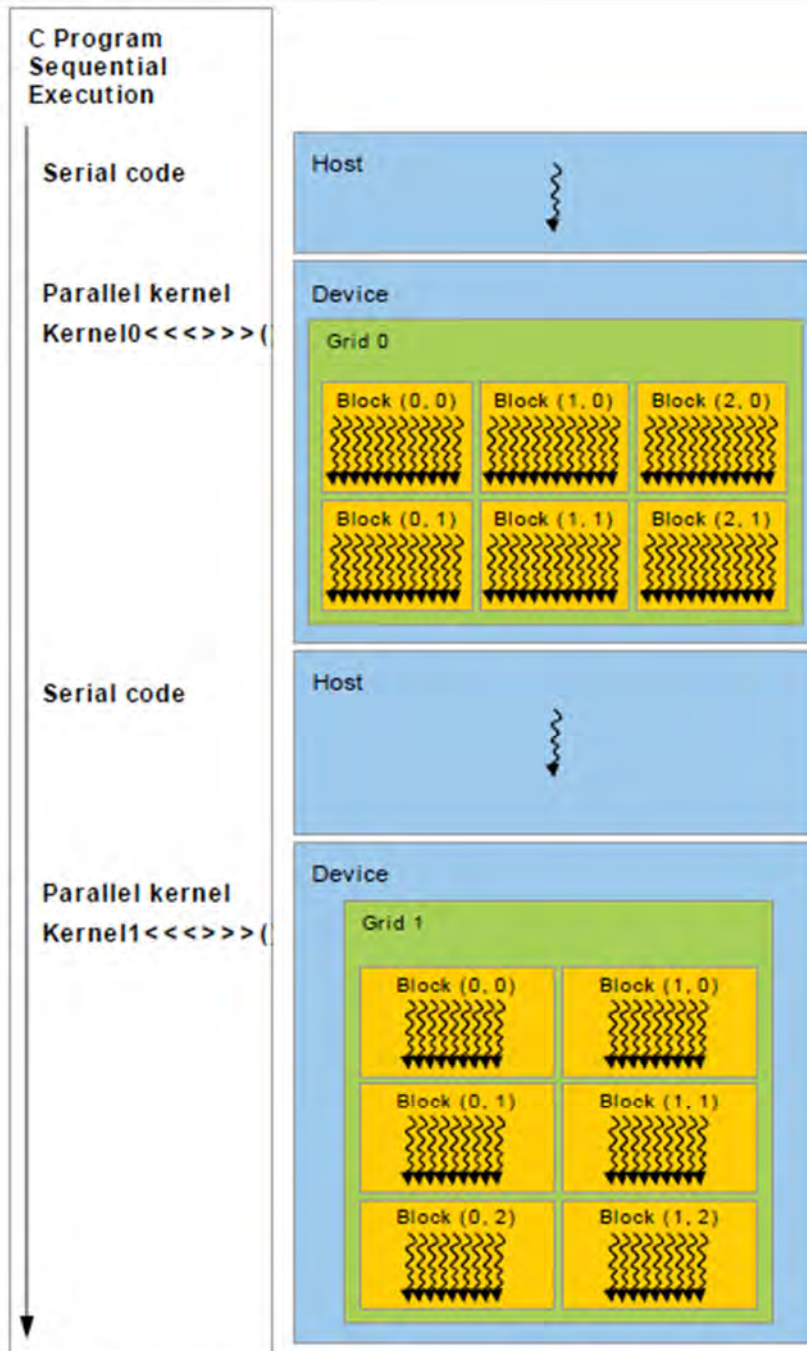 C Program
Sequential
Execution
Serial code
Host
Parallel kernel
Kernel0<<<>>>(
Device
Grid 0
Block (0, 0) Block (1, 0) Block (2, 0)
Block (0, 1) Block (1, 1) Block (2, 1)
Serial code
Host
Parallel kernel
Kernel1<<<>>>(
Device
Grid 1
Block (0, 0) Block (1, 0)
Block (0, 1) Block (1, 1)
Block (0, 2) Block (1, 2)